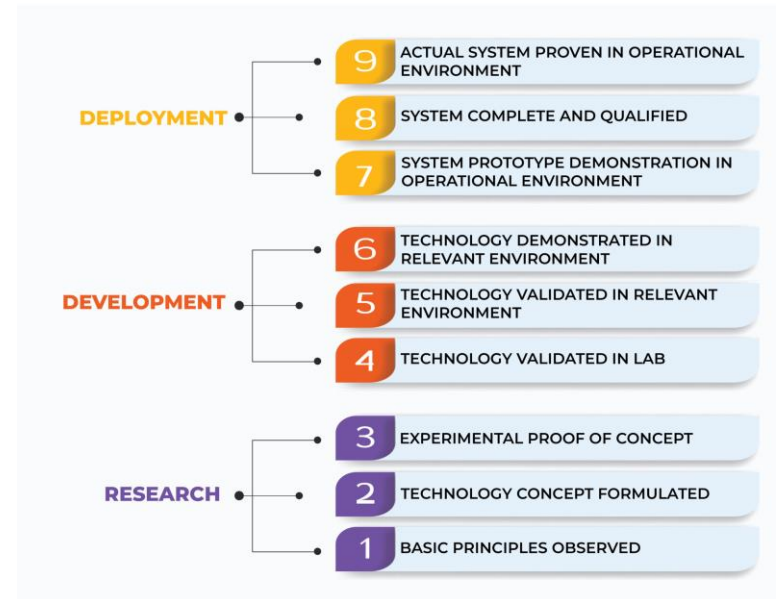 DEPLOYMENT
9
ACTUAL SYSTEM PROVEN IN OPERATIONAL
ENVIRONMENT
8
SYSTEM COMPLETE AND QUALIFIED
7
SYSTEM PROTOTYPE DEMONSTRATION IN
OPERATIONAL ENVIRONMENT
DEVELOPMENT
6
TECHNOLOGY DEMONSTRATED IN
RELEVANT ENVIRONMENT
5
TECHNOLOGY VALIDATED IN RELEVANT
ENVIRONMENT
4
TECHNOLOGY VALIDATED IN LAB
RESEARCH
3
EXPERIMENTAL PROOF OF CONCEPT
2
TECHNOLOGY CONCEPT FORMULATED
1
BASIC PRINCIPLES OBSERVED